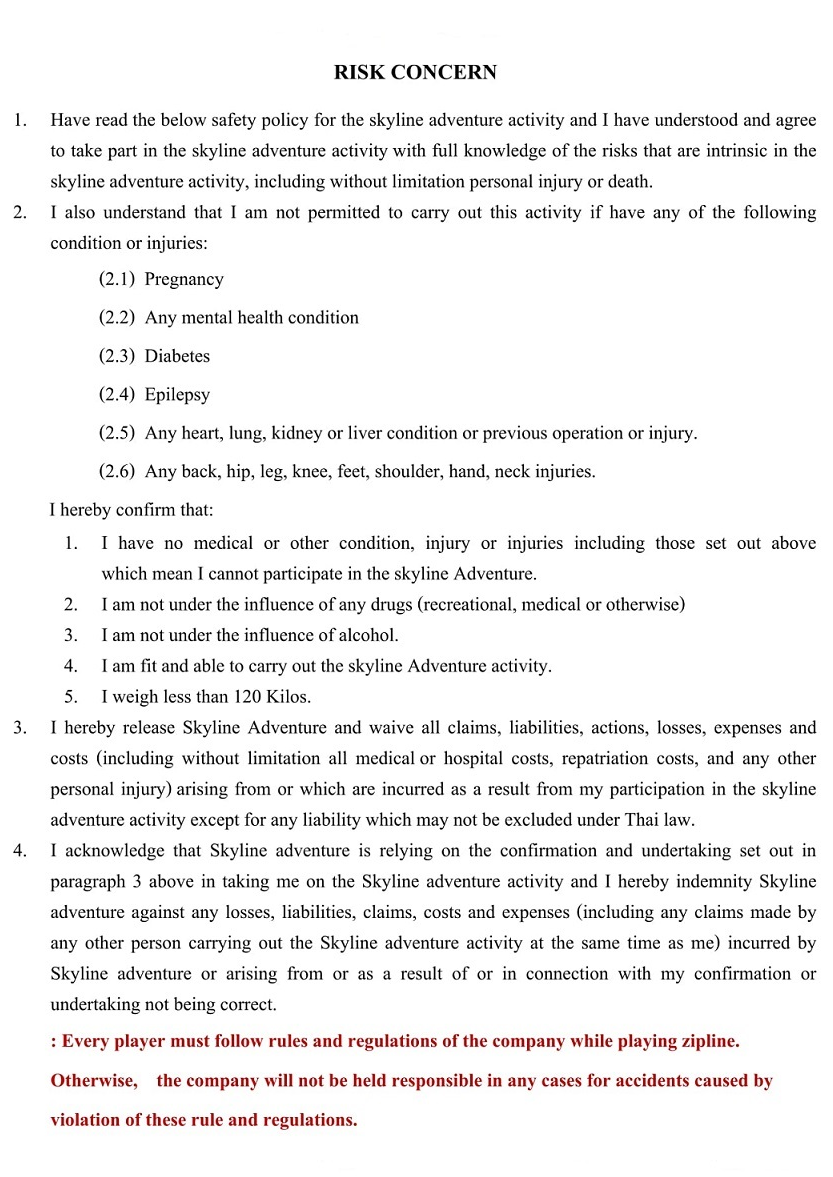 RISK CONCERN
1. Have read the below safety policy for the skyline adventure activity and I have understood and agree
to take part in the skyline adventure activity with full knowledge of the risks that are intrinsic in the
skyline adventure activity, including without limitation personal injury or death.
2. I also understand that I am not permitted to carry out this activity if have any of the following
condition or injuries:
(2.1) Pregnancy
(2.2) Any mental health condition
(2.3) Diabetes
(2.4) Epilepsy
(2.5) Any heart, lung, kidney or liver condition or previous operation or injury.
(2.6) Any back, hip, leg, knee, feet, shoulder, hand, neck injuries.
I hereby confirm that:
1. I have no medical or other condition, injury or injuries including those set out above
which mean I cannot participate in the skyline Adventure.
2. I am not under the influence of any drugs (recreational, medical or otherwise)
3. I am not under the influence of alcohol.
4. I am fit and able to carry out the skyline Adventure activity.
5. I weigh less than 120 Kilos.
3. I hereby release Skyline Adventure and waive all claims, liabilities, actions, losses, expenses and
costs (including without limitation all medical or hospital costs, repatriation costs, and any other
personal injury) arising from or which are incurred as a result from my participation in the skyline
adventure activity except for any liability which may not be excluded under Thai law.
4. I acknowledge that Skyline adventure is relying on the confirmation and undertaking set out in
paragraph 3 above in taking me on the Skyline adventure activity and I hereby indemnity Skyline
adventure against any losses, liabilities, claims, costs and expenses (including any claims made by
any other person carrying out the Skyline adventure activity at the same time as me) incurred by
Skyline adventure or arising from or as a result of or in connection with my confirmation or
undertaking not being correct.
: Every player must follow rules and regulations of the company while playing zipline.
Otherwise, the company will not be held responsible in any cases for accidents caused by
violation of these rule and regulations.